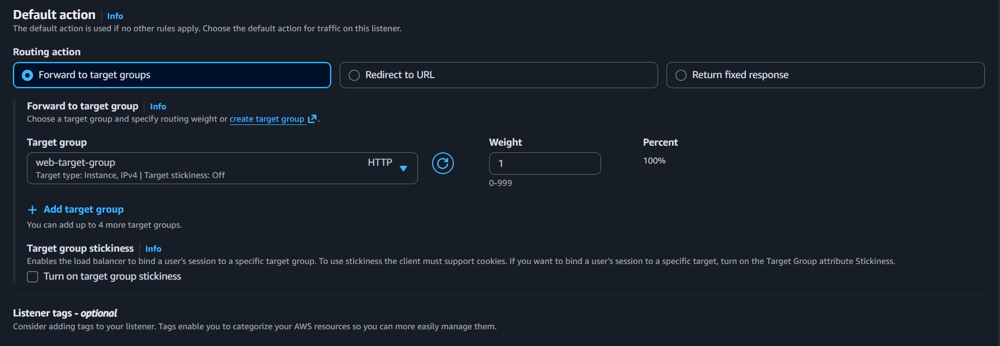 Default action Info
The default action is used if no other rules apply. Choose the default action for traffic on this listener.
Routing action
Forward to target groups Redirect to URL Return fixed response
Forward to target group Info
Choose a target group and specify routing weight or create target group .
Target group Weight Percent
web-target-group HTTP 1 100%
Target type: Instance, IPv4 | Target stickiness: Off
0-999
Add target group
You can add up to 4 more target groups.
Target group stickiness Info
Enables the load balancer to bind a user's session to a specific target group. To use stickiness the client must support cookies. If you want to bind a user's session to a specific target, turn on the Target Group attribute Stickiness.
Turn on target group stickiness
Listener tags - optional
Consider adding tags to your listener. Tags enable you to categorize your AWS resources so you can more easily manage them.